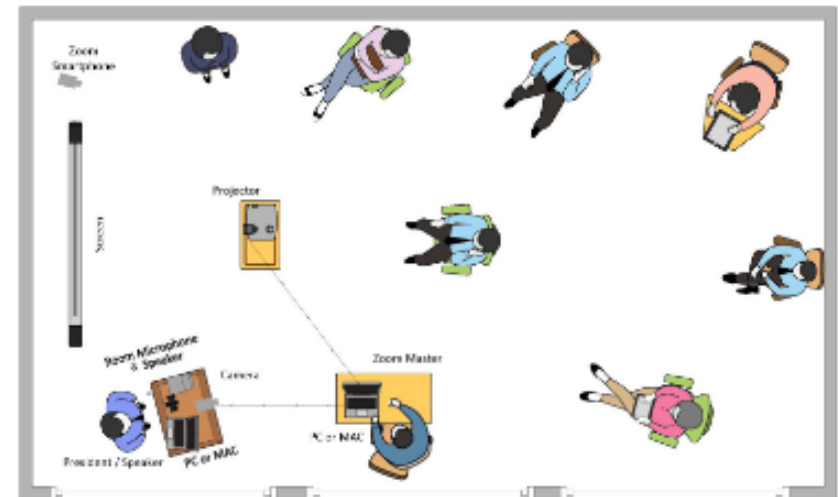 Zoom
Smartphone
Projector
Screen
Room Microphone
& Speaker
Camera
Zoom Master
PC or MAC
President / Speaker
PC or MAC